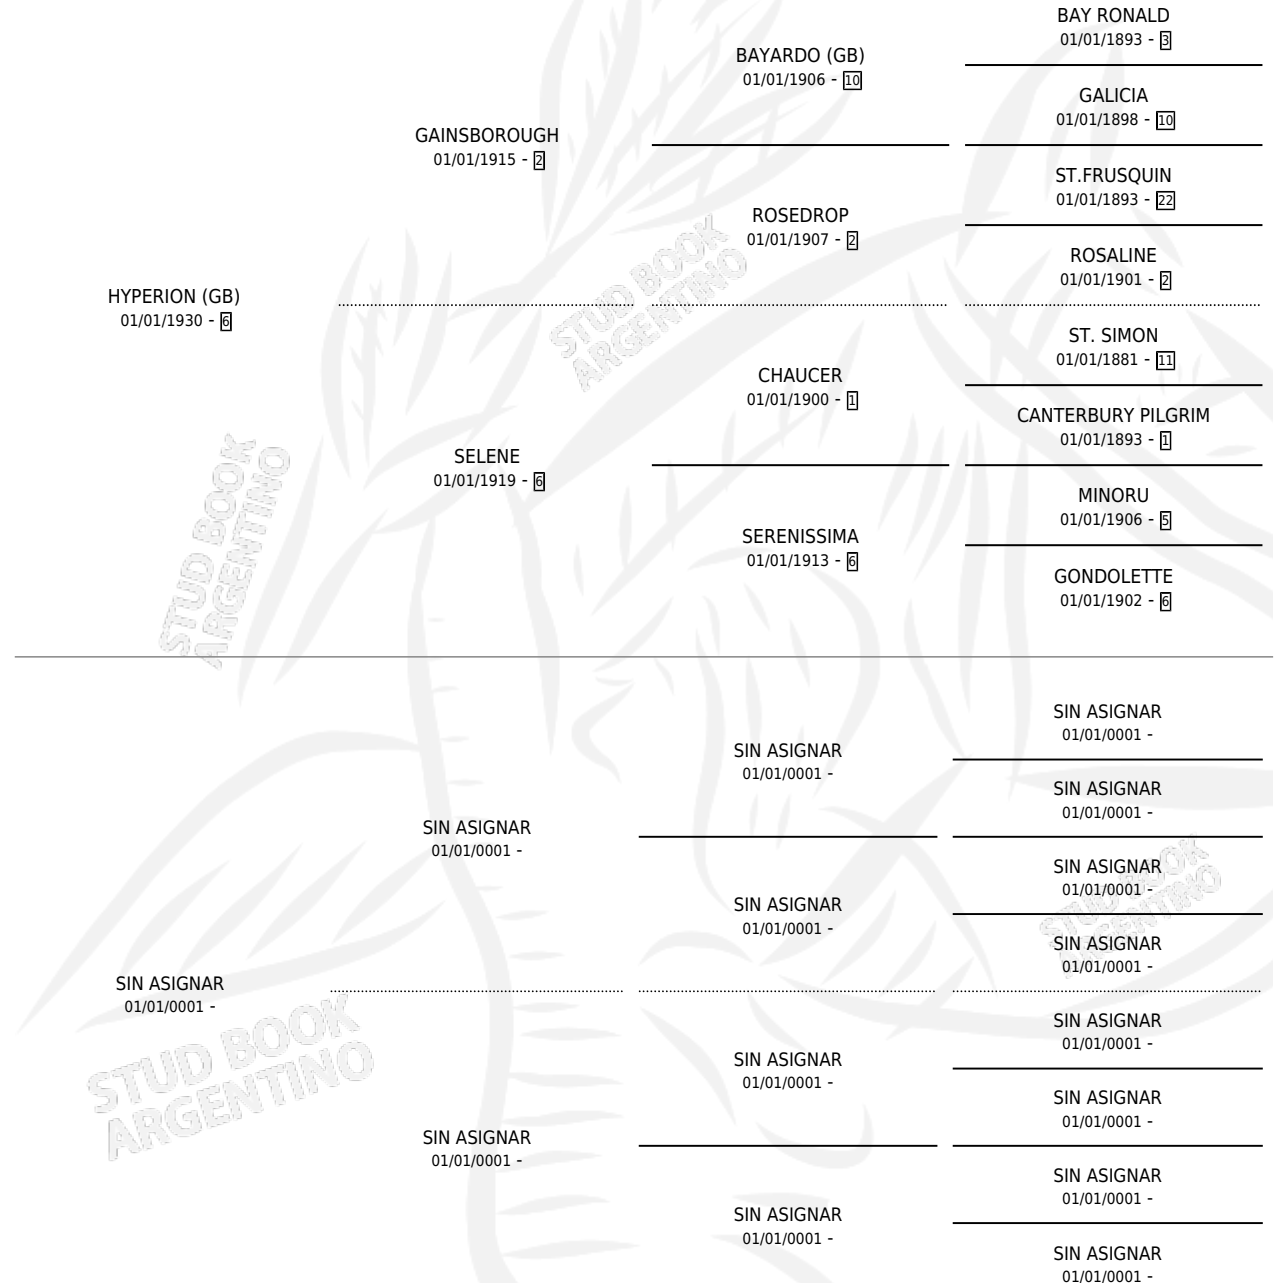 BAY RONALD
01/01/1893 - 3
BAYARDO (GB)
01/01/1906 - 10
GALICIA
01/01/1898 - 10
GAINSBOROUGH
01/01/1915 - 2
ST.FRUSQUIN
01/01/1893 - 22
ROSEDROP
01/01/1907 - 2
ROSALINE
01/01/1901 - 2
HYPERION (GB)
01/01/1930 - 6
STUD BOOK
ARGENTINO
ST. SIMON
01/01/1881 - 11
CHAUCER
01/01/1900 - 1
CANTERBURY PILGRIM
01/01/1893 - 1
SELENE
01/01/1919 - 6
MINORU
01/01/1906 - 5
SERENISSIMA
01/01/1913 - 6
GONDOLETTE
01/01/1902 - 6
STUD BOOK
ARGENTINO
SIN ASIGNAR
01/01/0001 -
SIN ASIGNAR
01/01/0001 -
SIN ASIGNAR
01/01/0001 -
SIN ASIGNAR
01/01/0001 -
SIN ASIGNAR
01/01/0001 -
SIN ASIGNAR
01/01/0001 -
SIN ASIGNAR
01/01/0001 -
STUD BOOK
ARGENTINO
SIN ASIGNAR
01/01/0001 -
SIN ASIGNAR
01/01/0001 -
SIN ASIGNAR
01/01/0001 -
SIN ASIGNAR
01/01/0001 -
STUD BOOK
ARGENTINO
SIN ASIGNAR
01/01/0001 -
SIN ASIGNAR
01/01/0001 -
SIN ASIGNAR
01/01/0001 -
SIN ASIGNAR
01/01/0001 -